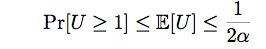 Pr[U ≥ 1] ≤ 𝔼[U] ≤ 1/2α